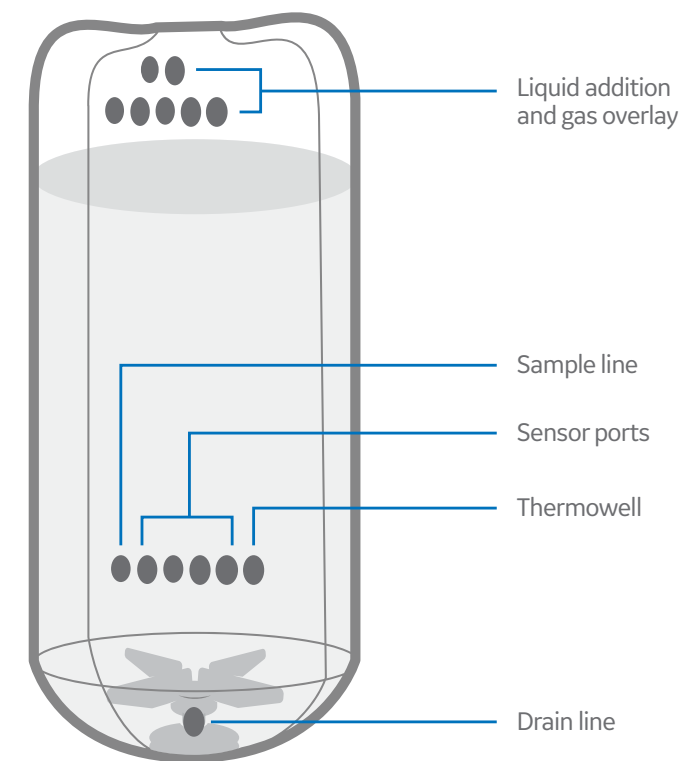 Liquid addition
and gas overlay
Sample line
Sensor ports
Thermowell
Drain line